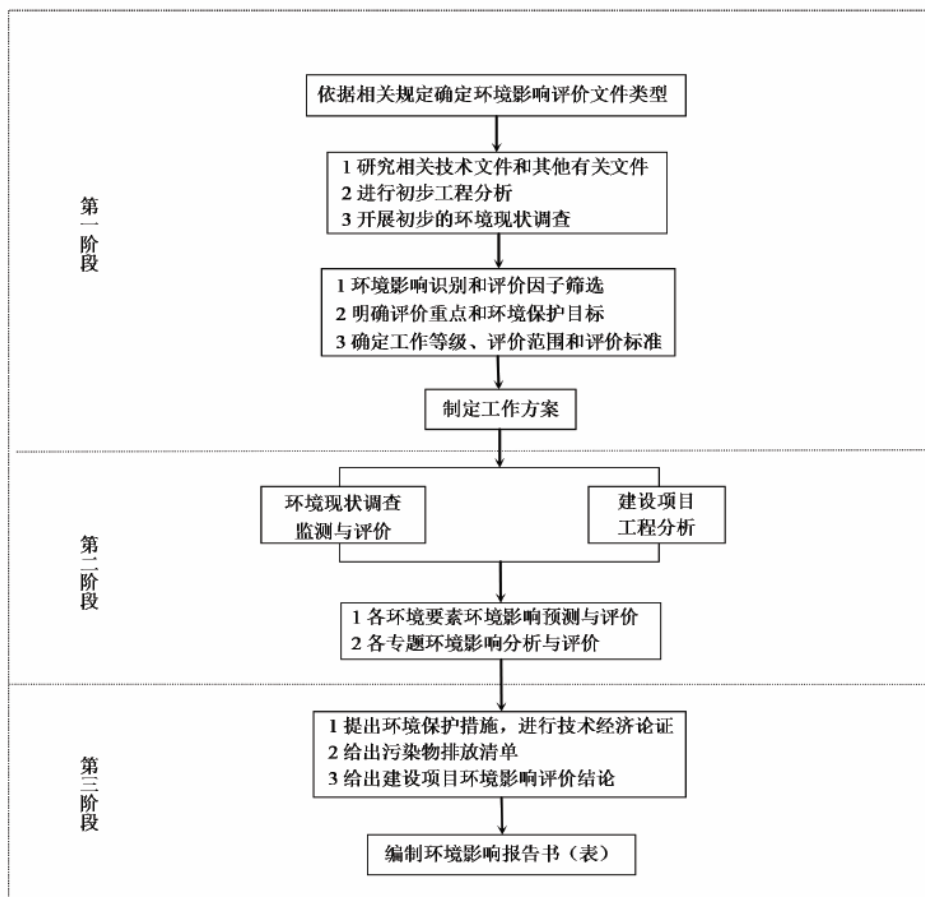 依据相关规定确定环境影响评价文件类型
1 研究相关技术文件和其他有关文件
2 进行初步工程分析
3 开展初步的环境现状调查
第一阶段
1 环境影响识别和评价因子筛选
2 明确评价重点和环境保护目标
3 确定工作等级、评价范围和评价标准
制定工作方案
环境现状调查
监测与评价
建设项目
工程分析
第二阶段
1 各环境要素环境影响预测与评价
2 各专题环境影响分析与评价
1 提出环境保护措施，进行技术经济论证
2 给出污染物排放清单
3 给出建设项目环境影响评价结论
第三阶段
编制环境影响报告书（表）